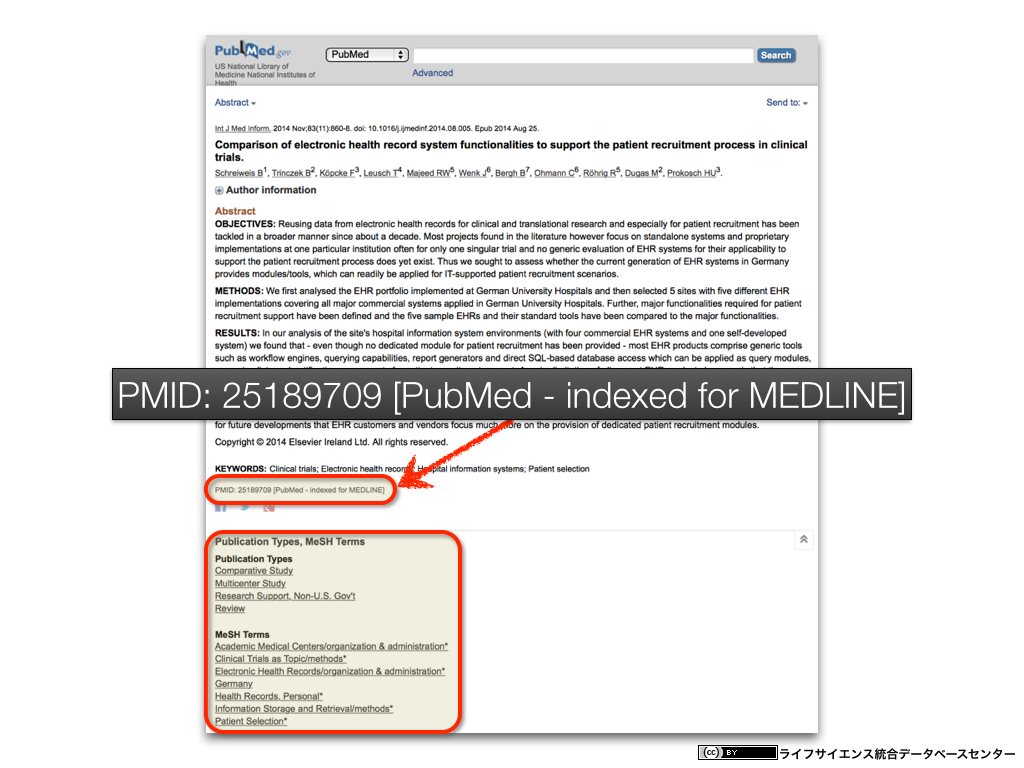 PubMed.gov
US National Library of
Medicine National Institutes of
Health
PubMed
Search
Advanced
Abstract
Send to:
Int J Med Inform. 2014 Nov;83(11):860-8. doi: 10.1016/j.ijmedinf.2014.08.005. Epub 2014 Aug 25.
Comparison of electronic health record system functionalities to support the patient recruitment process in clinical
trials.
Schreiweis B1, Trinczek B2, Köpcke F3, Leusch T4, Majeed RW5, Wenk J6, Bergh B7, Ohmann C6, Röhrig R5, Dugas M2, Prokosch HU3.
Author information
Abstract
OBJECTIVES: Reusing data from electronic health records for clinical and translational research and especially for patient recruitment has been
tackled in a broader manner since about a decade. Most projects found in the literature however focus on standalone systems and proprietary
implementations at one particular institution often for only one singular trial and no generic evaluation of EHR systems for their applicability to
support the patient recruitment process does yet exist. Thus we sought to assess whether the current generation of EHR systems in Germany
provides modules/tools, which can readily be applied for IT-supported patient recruitment scenarios.
METHODS: We first analysed the EHR portfolio implemented at German University Hospitals and then selected 5 sites with five different EHR
implementations covering all major commercial systems applied in German University Hospitals. Further, major functionalities required for patient
recruitment support have been defined and the five sample EHRs and their standard tools have been compared to the major functionalities.
RESULTS: In our analysis of the site's hospital information system environments (with four commercial EHR systems and one self-developed
system) we found that - even though no dedicated module for patient recruitment has been provided - most EHR products comprise generic tools
such as workflow engines, querying capabilities, report generators and direct SQL-based database access which can be applied as query modules,
PMID: 25189709 [PubMed - indexed for MEDLINE]
for future developments that EHR customers and vendors focus much more on the provision of dedicated patient recruitment modules.
Copyright © 2014 Elsevier Ireland Ltd. All rights reserved.
KEYWORDS: Clinical trials; Electronic health records; Hospital information systems; Patient selection
PMID: 25189709 [PubMed - indexed for MEDLINE]
Publication Types, MeSH Terms
Publication Types
Comparative Study
Multicenter Study
Research Support, Non-U.S. Gov't
Review
MeSH Terms
Academic Medical Centers/organization & administration*
Clinical Trials as Topic/methods*
Electronic Health Records/organization & administration*
Germany
Health Records, Personal*
Information Storage and Retrieval/methods*
Patient Selection*
(cc) BY ライフサイエンス統合データベースセンター